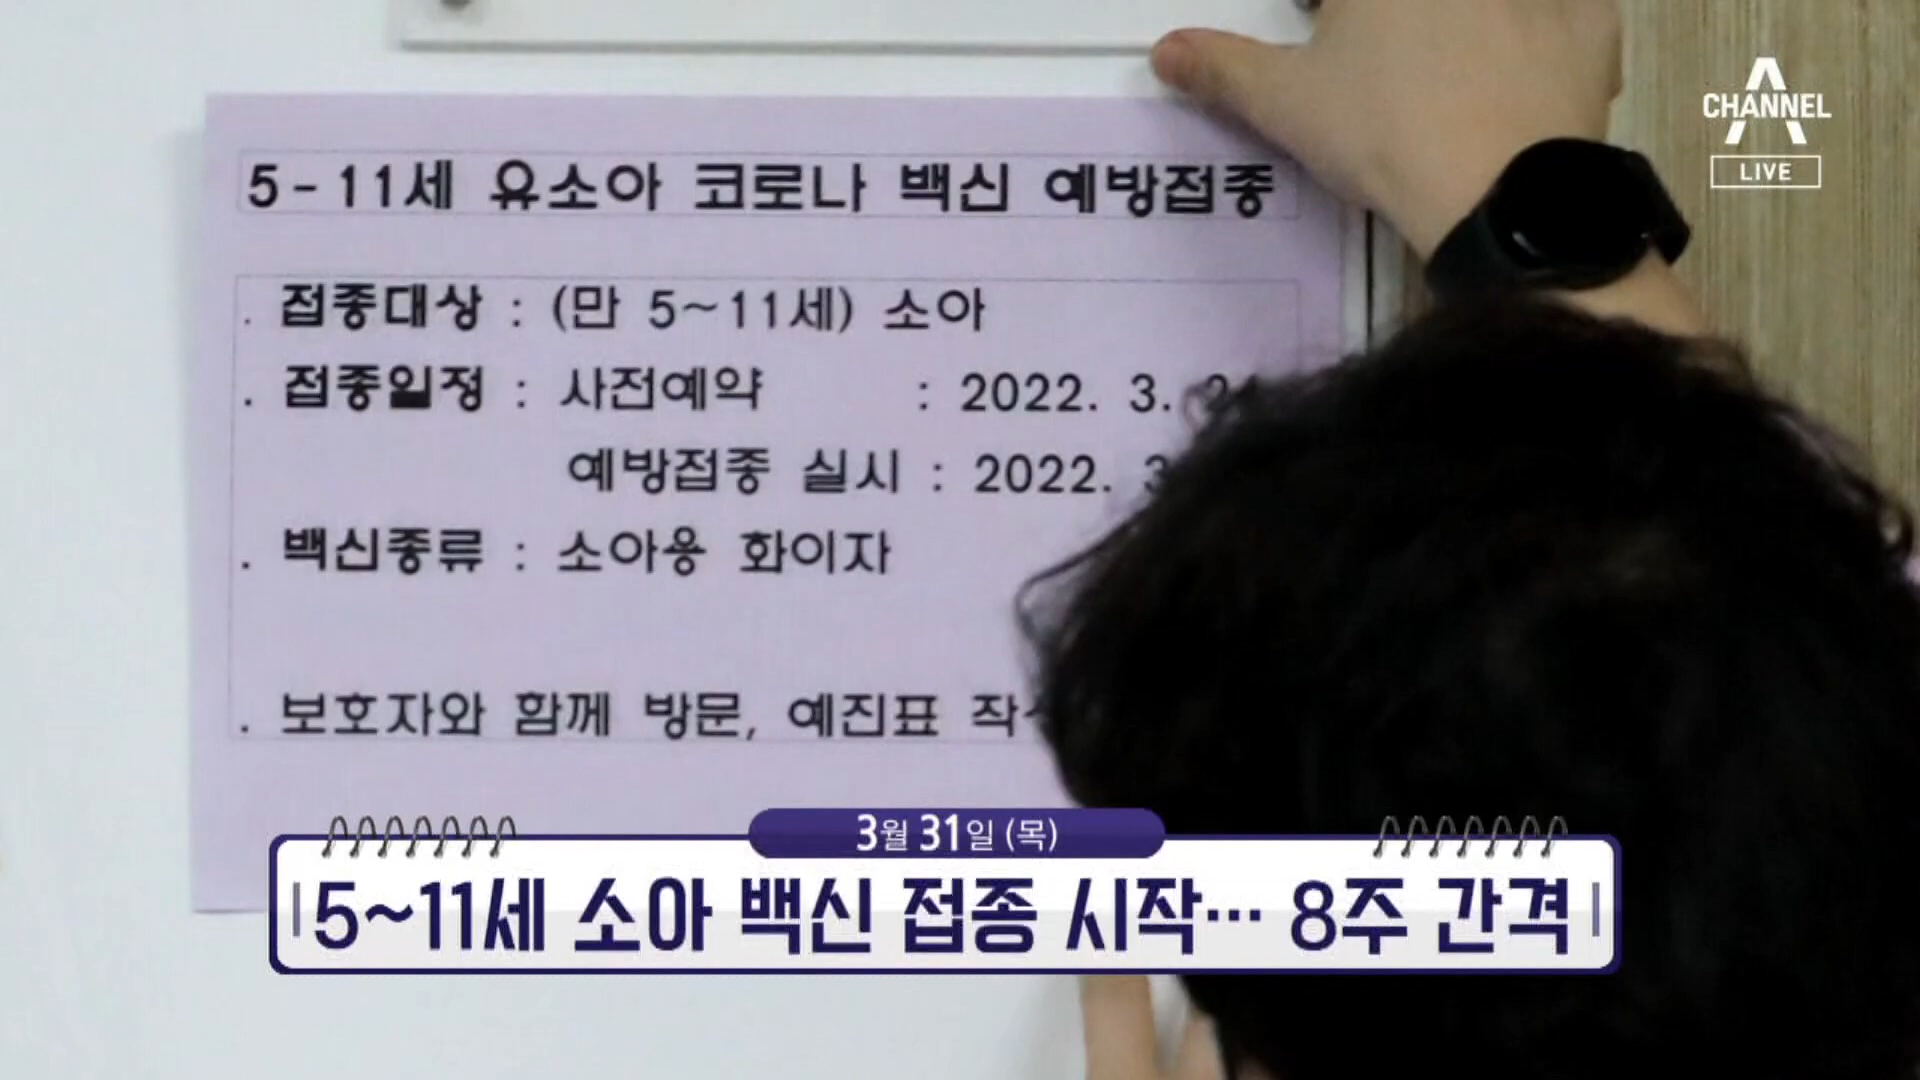 CHANNEL A
LIVE
5-11세 유소아 코로나 백신 예방접종
. 접종대상 : (만 5~11세) 소아
. 접종일정 : 사전예약 : 2022. 3.
예방접종 실시 : 2022. 3
. 백신종류 : 소아용 화이자
. 보호자와 함께 방문, 예진표
3월 31일 (목)
5~11세 소아 백신 접종 시작… 8주 간격